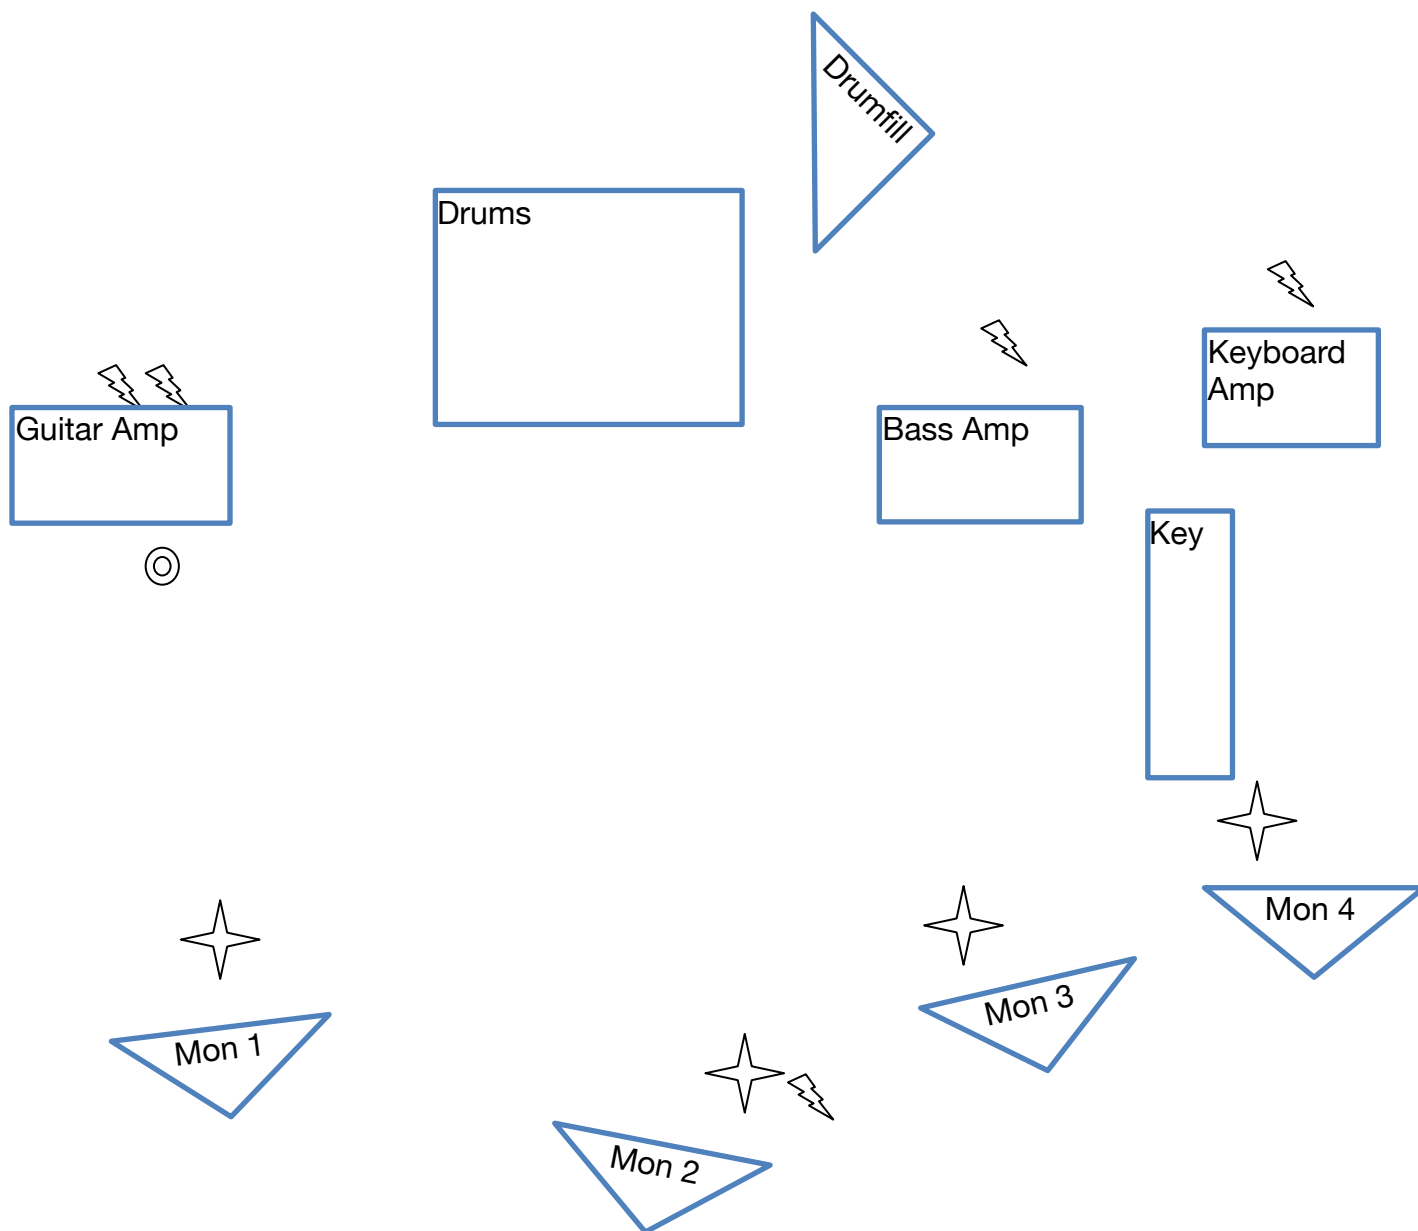 Drumfill
Drums
Keyboard
Amp
Guitar Amp
Bass Amp
Key
Mon 4
Mon 3
Mon 1
Mon 2